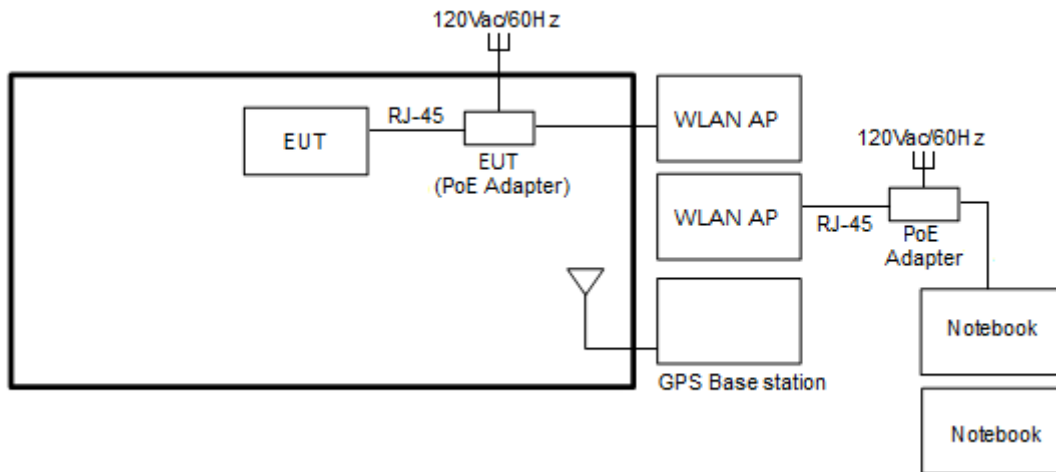 120Vac/60Hz
EUT
RJ-45
EUT
(PoE Adapter)
WLAN AP
120Vac/60Hz
WLAN AP
RJ-45
PoE
Adapter
GPS Base station
Notebook
Notebook